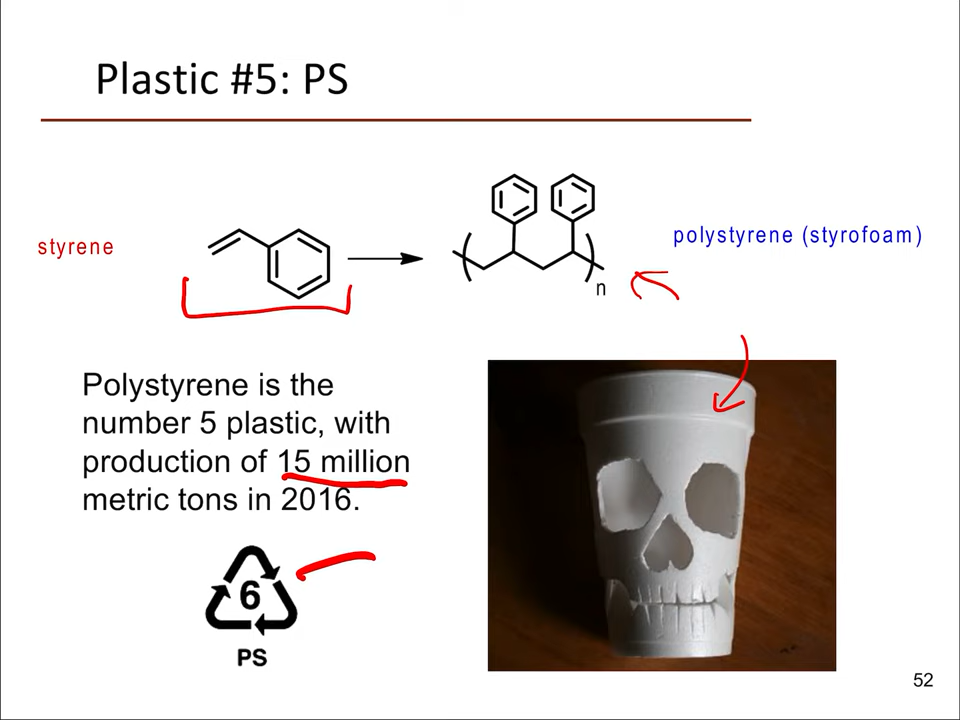 Plastic #5: PS
styrene
n
polystyrene (styrofoam)
Polystyrene is the
number 5 plastic, with
production of 15 million
metric tons in 2016.
6
PS
52